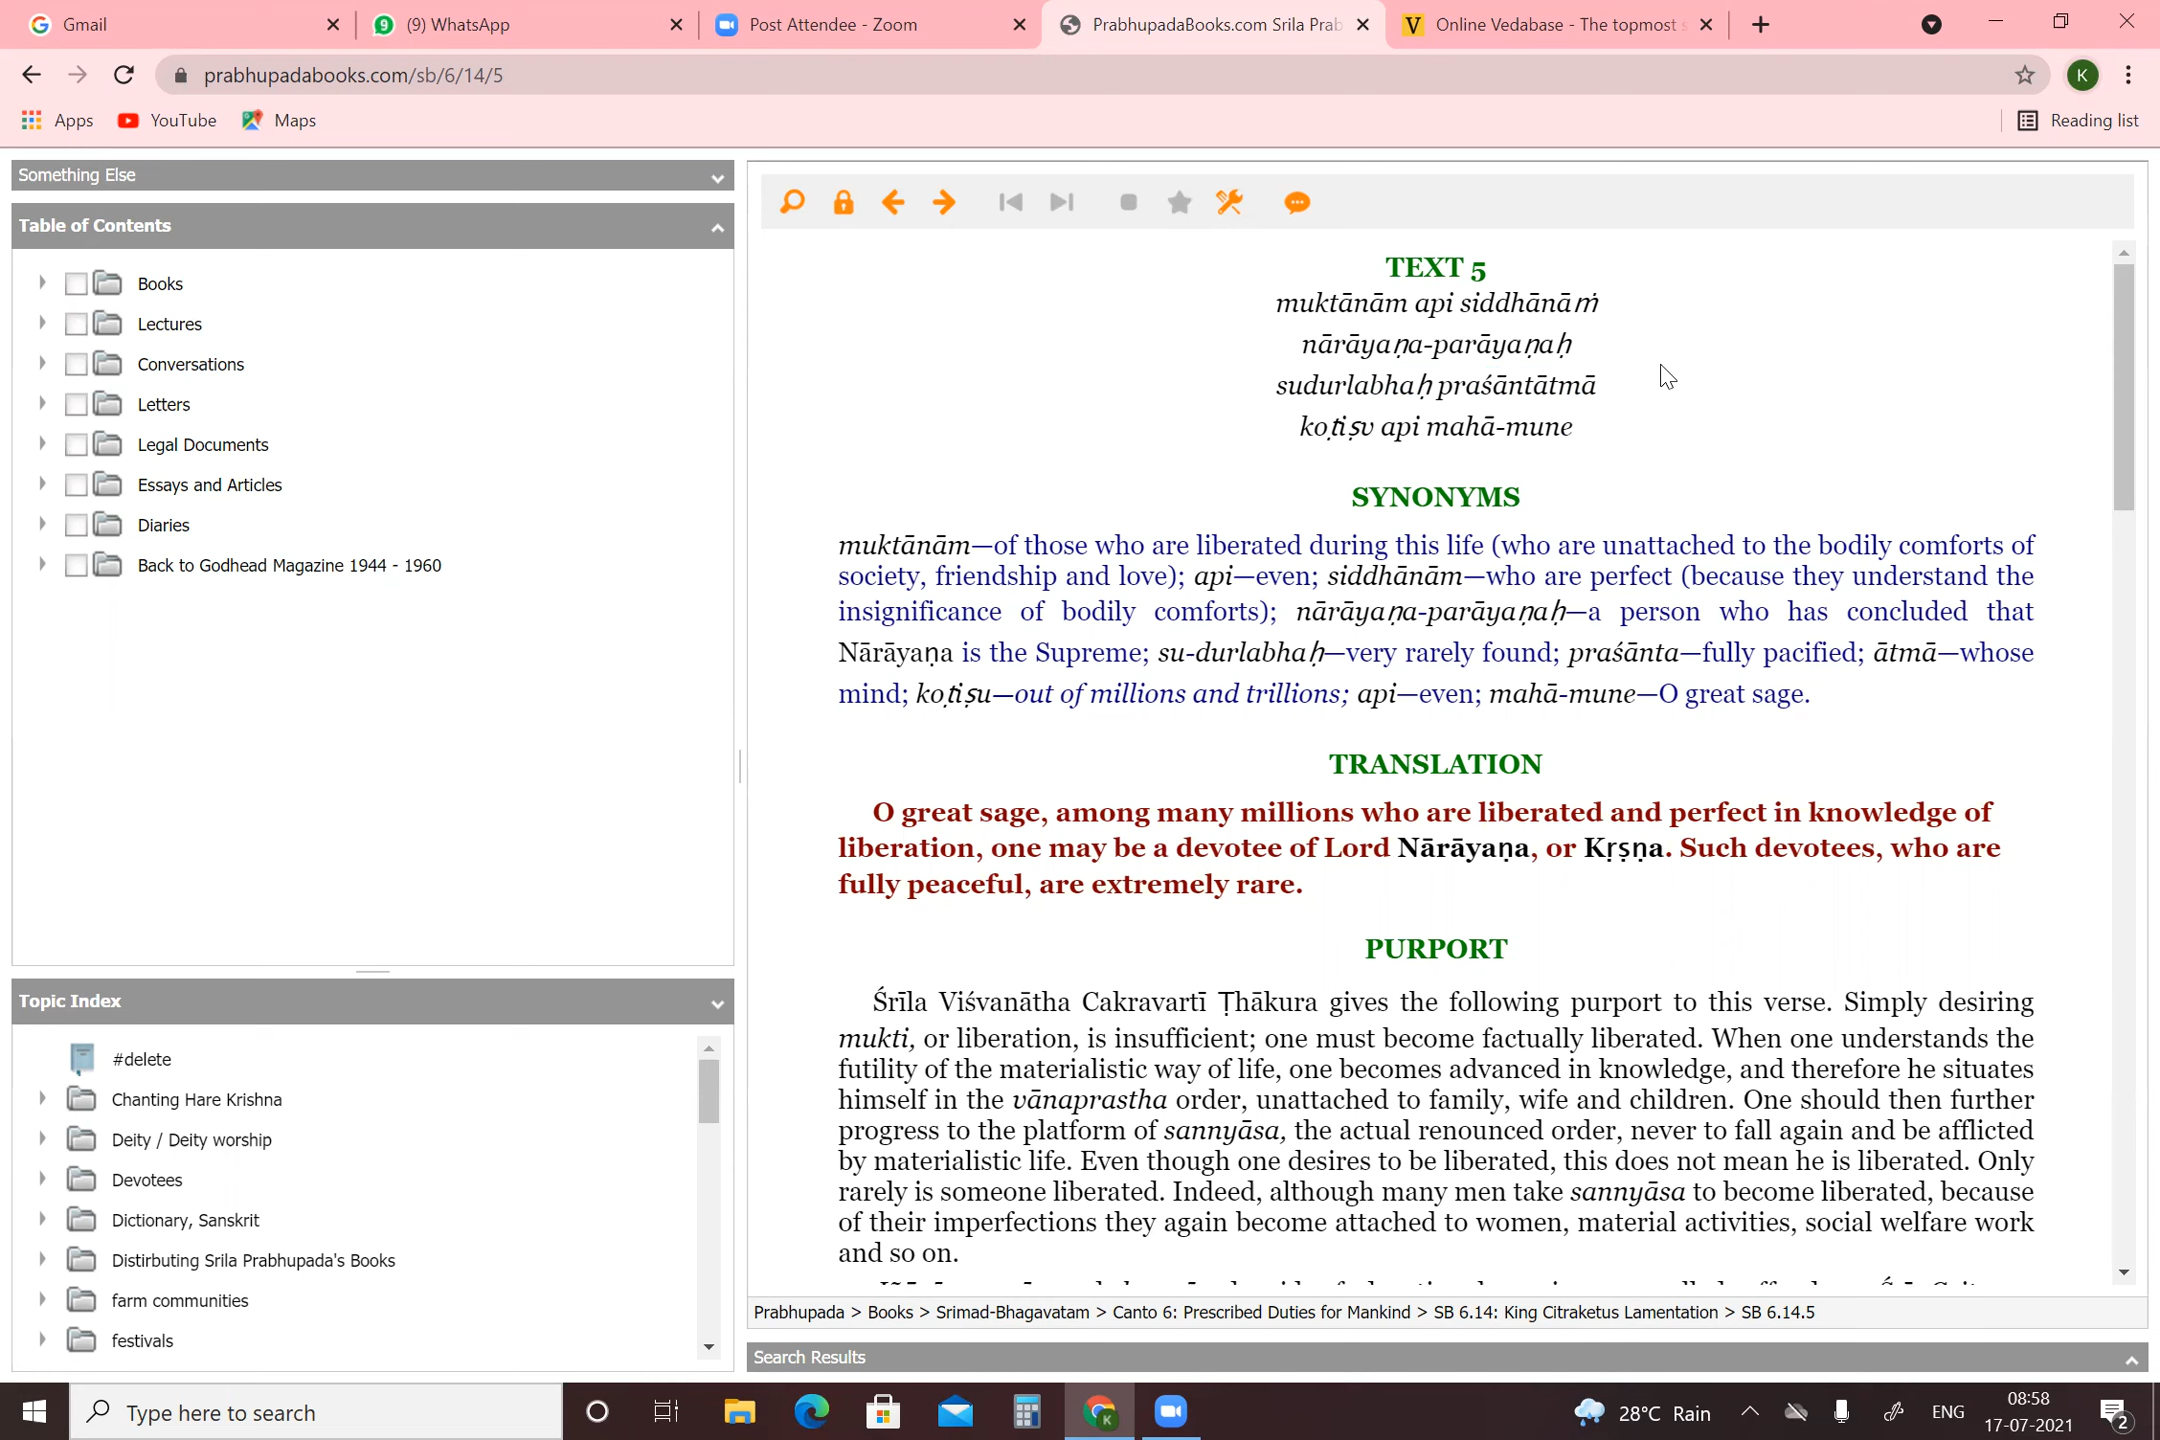 Gmail
(9) WhatsApp
Post Attendee - Zoom
PrabhupadaBooks.com Srila Prab
Online Vedabase - The topmost s
prabhupadabooks.com/sb/6/14/5
K
Apps
YouTube
Maps
Reading list
Something Else
Table of Contents
Books
Lectures
Conversations
Letters
Legal Documents
Essays and Articles
Diaries
Back to Godhead Magazine 1944 - 1960
Topic Index
#delete
Chanting Hare Krishna
Deity / Deity worship
Devotees
Dictionary, Sanskrit
Distirbuting Srila Prabhupada's Books
farm communities
festivals
TEXT 5
muktānām api siddhānāṁ
nārāyaṇa-parāyaṇaḥ
sudurlabhaḥ praśāntātmā
koṭiṣv api mahā-mune
SYNONYMS
muktānām—of those who are liberated during this life (who are unattached to the bodily comforts of
society, friendship and love); api—even; siddhānām—who are perfect (because they understand the
insignificance of bodily comforts); nārāyaṇa-parāyaṇaḥ—a person who has concluded that
Nārāyaṇa is the Supreme; su-durlabhaḥ—very rarely found; praśānta—fully pacified; ātmā—whose
mind; koṭiṣu—out of millions and trillions; api—even; mahā-mune—O great sage.
TRANSLATION
O great sage, among many millions who are liberated and perfect in knowledge of
liberation, one may be a devotee of Lord Nārāyaṇa, or Kṛṣṇa. Such devotees, who are
fully peaceful, are extremely rare.
PURPORT
Śrīla Viśvanātha Cakravartī Ṭhākura gives the following purport to this verse. Simply desiring
mukti, or liberation, is insufficient; one must become factually liberated. When one understands the
futility of the materialistic way of life, one becomes advanced in knowledge, and therefore he situates
himself in the vānaprastha order, unattached to family, wife and children. One should then further
progress to the platform of sannyāsa, the actual renounced order, never to fall again and be afflicted
by materialistic life. Even though one desires to be liberated, this does not mean he is liberated. Only
rarely is someone liberated. Indeed, although many men take sannyāsa to become liberated, because
of their imperfections they again become attached to women, material activities, social welfare work
and so on.
Prabhupada > Books > Srimad-Bhagavatam > Canto 6: Prescribed Duties for Mankind > SB 6.14: King Citraketus Lamentation > SB 6.14.5
Search Results
Type here to search
K
28°C Rain
ENG
08:58
17-07-2021
2